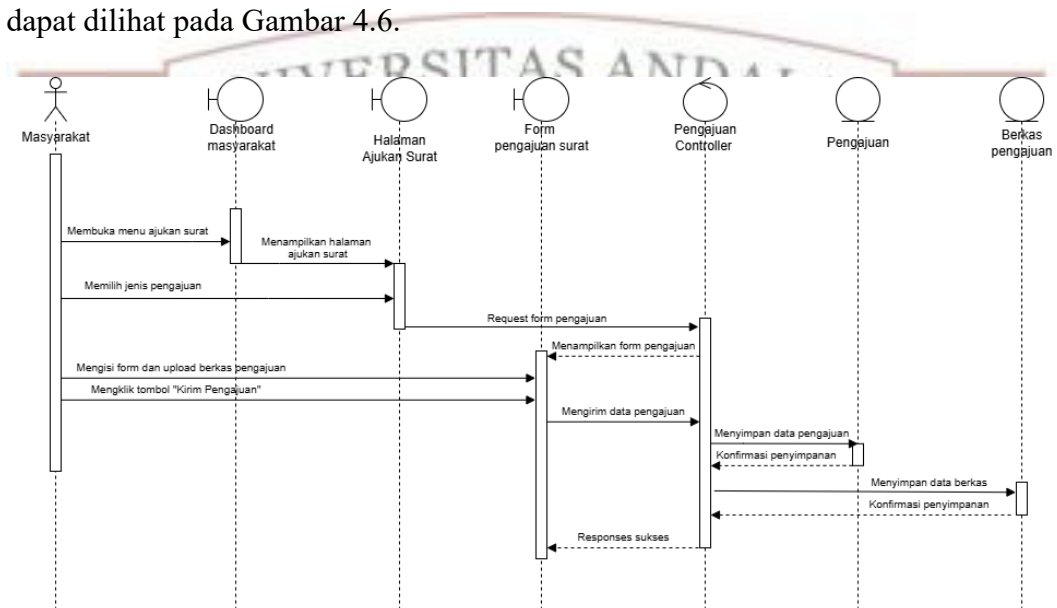 dapat dilihat pada Gambar 4.6.
UNIVERSITAS ANDAL
Masyarakat
Dashboard
masyarakat
Halaman
Ajukan Surat
Form
pengajuan surat
Pengajuan
Controller
Pengajuan
Berkas
pengajuan
Membuka menu ajukan surat
Menampilkan halaman
ajukan surat
Memilih jenis pengajuan
Request form pengajuan
Menampilkan form pengajuan
Mengisi form dan upload berkas pengajuan
Mengklik tombol "Kirim Pengajuan"
Mengirim data pengajuan
Menyimpan data pengajuan
Konfirmasi penyimpanan
Menyimpan data berkas
Konfirmasi penyimpanan
Responses sukses